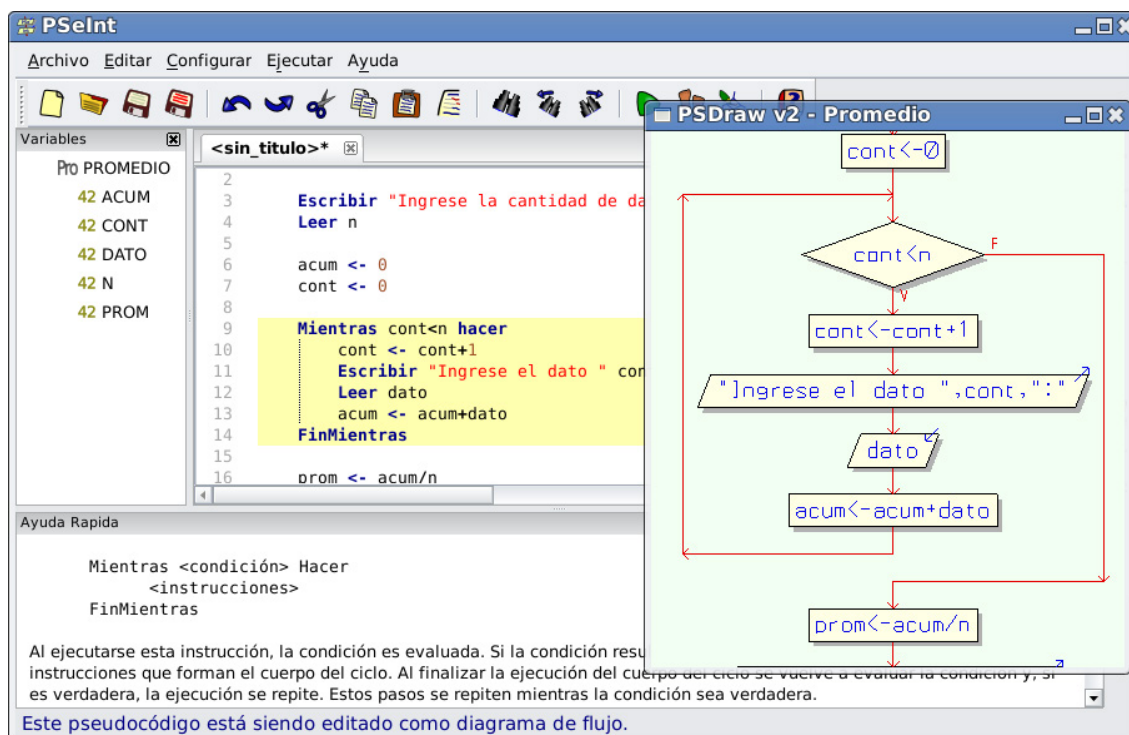 PSeInt
Archivo Editar Configurar Ejecutar Ayuda
Variables
Pro PROMEDIO
42 ACUM
42 CONT
42 DATO
42 N
42 PROM
<sin_titulo>*
2
3 Escribir "Ingrese la cantidad de da
4 Leer n
5
6 acum <- 0
7 cont <- 0
8
9 Mientras cont<n hacer
10 cont <- cont+1
11 Escribir "Ingrese el dato " con
12 Leer dato
13 acum <- acum+dato
14 FinMientras
15
16 prom <- acum/n
PSDraw v2 - Promedio
cont<-0
cont<n
F
V
cont<-cont+1
"Ingrese el dato ",cont,":"
dato
acum<-acum+dato
prom<-acum/n
Ayuda Rapida
Mientras <condición> Hacer
<instrucciones>
FinMientras
Al ejecutarse esta instrucción, la condición es evaluada. Si la condición resu
instrucciones que forman el cuerpo del ciclo. Al finalizar la ejecución del cuerpo del ciclo se vuelve a evaluar la condición y, si
es verdadera, la ejecución se repite. Estos pasos se repiten mientras la condición sea verdadera.
Este pseudocódigo está siendo editado como diagrama de flujo.